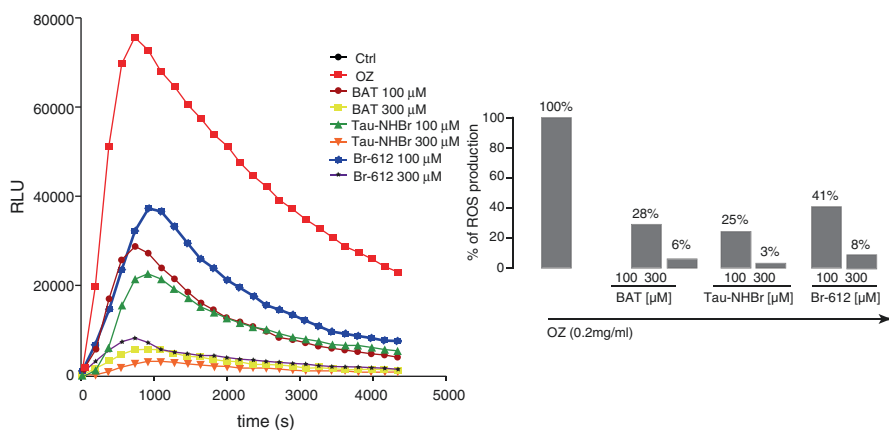 80000
60000
40000
20000
0
RLU
0 1000 2000 3000 4000 5000
time (s)
Ctrl
OZ
BAT 100 µM
BAT 300 µM
Tau-NHBr 100 µM
Tau-NHBr 300 µM
Br-612 100 µM
Br-612 300 µM
% of ROS production
100
80
60
40
20
0
100%
28%
6%
25%
3%
41%
8%
100 300
100 300
100 300
BAT [µM]
Tau-NHBr [µM]
Br-612 [µM]
OZ (0.2mg/ml)